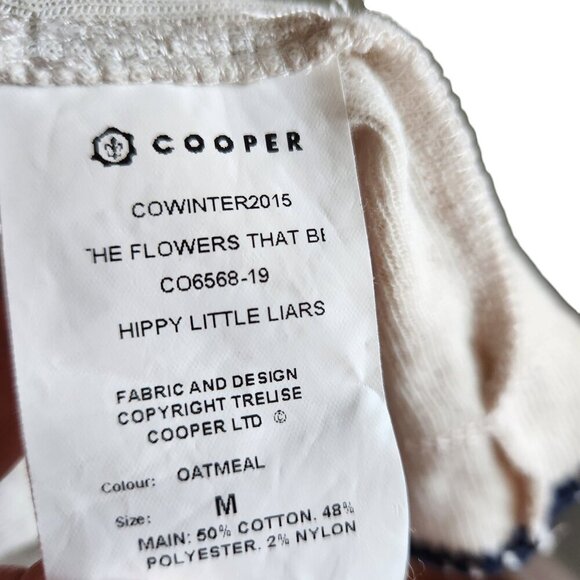 COOPER
COWINTER2015
THE FLOWERS THAT BE
CO6568-19
HIPPY LITTLE LIARS
FABRIC AND DESIGN
COPYRIGHT TRELISE
COOPER LTD ©
Colour: OATMEAL
Size: M
MAIN: 50% COTTON. 48%
POLYESTER. 2% NYLON